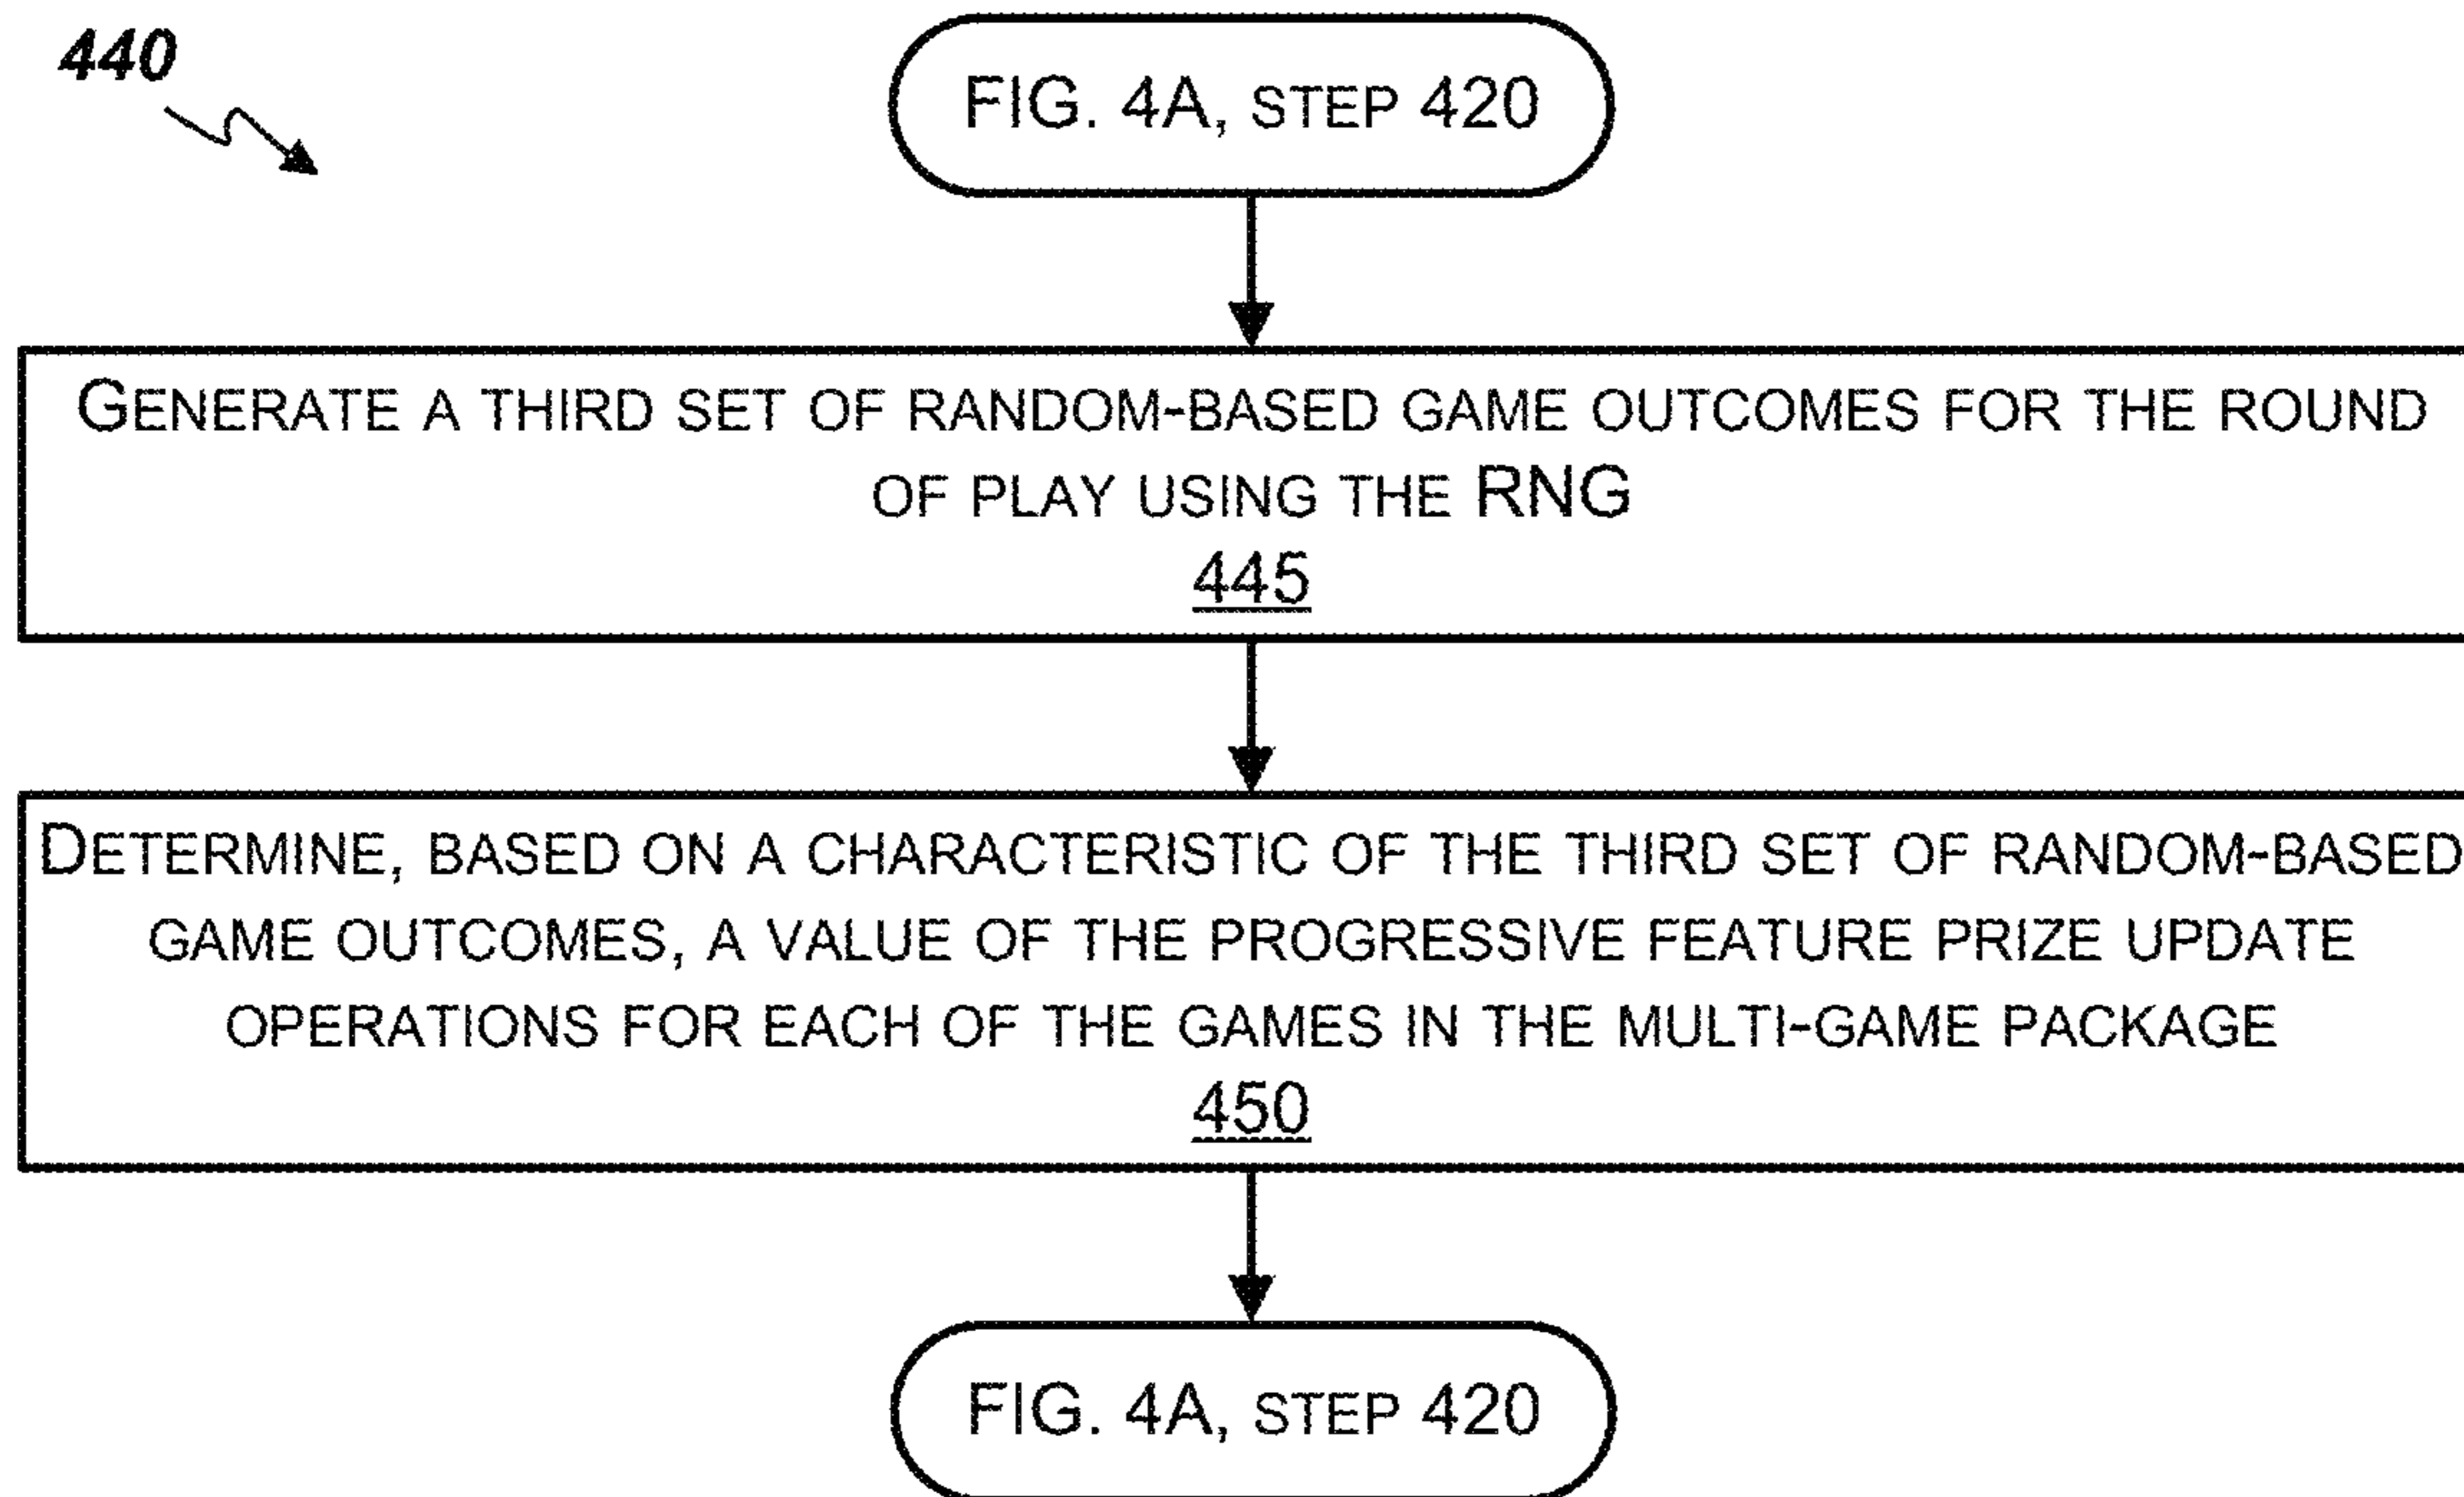 440
FIG. 4A, STEP 420
GENERATE A THIRD SET OF RANDOM-BASED GAME OUTCOMES FOR THE ROUND
OF PLAY USING THE RNG
445
DETERMINE, BASED ON A CHARACTERISTIC OF THE THIRD SET OF RANDOM-BASED
GAME OUTCOMES, A VALUE OF THE PROGRESSIVE FEATURE PRIZE UPDATE
OPERATIONS FOR EACH OF THE GAMES IN THE MULTI-GAME PACKAGE
450
FIG. 4A, STEP 420